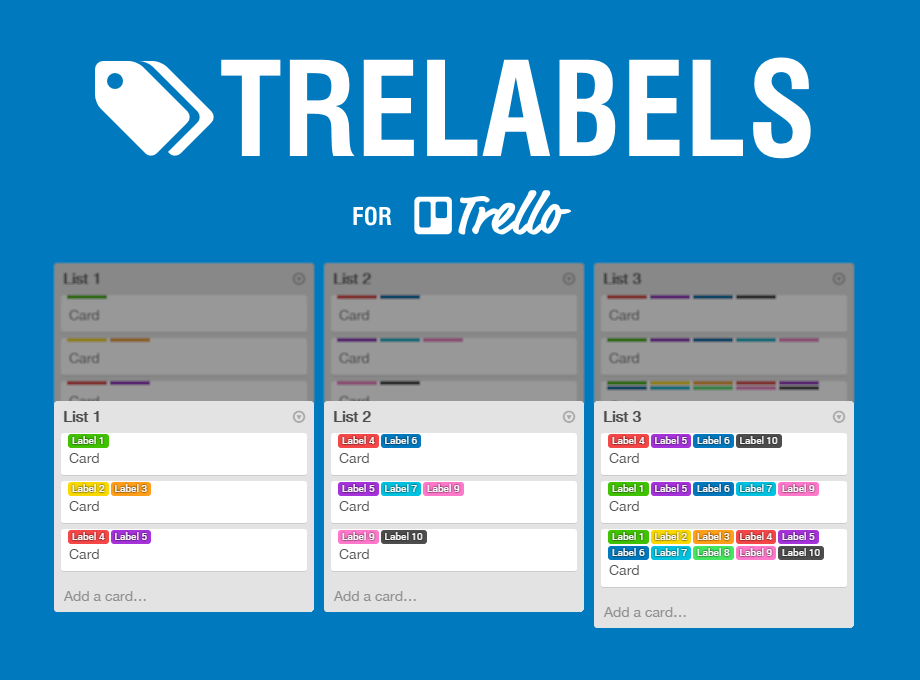 TRELABELS
FOR Trello
List 1
Card
Card
Card
List 2
Card
Card
Card
List 3
Card
Card
List 1
Label 1
Card
Label 2 Label 3
Card
Label 4 Label 5
Card
Add a card...
List 2
Label 4 Label 6
Card
Label 5 Label 7 Label 9
Card
Label 9 Label 10
Card
Add a card...
List 3
Label 4 Label 5 Label 6 Label 10
Card
Label 1 Label 5 Label 6 Label 7 Label 9
Card
Label 1 Label 2 Label 3 Label 4 Label 5
Label 6 Label 7 Label 8 Label 9 Label 10
Card
Add a card...